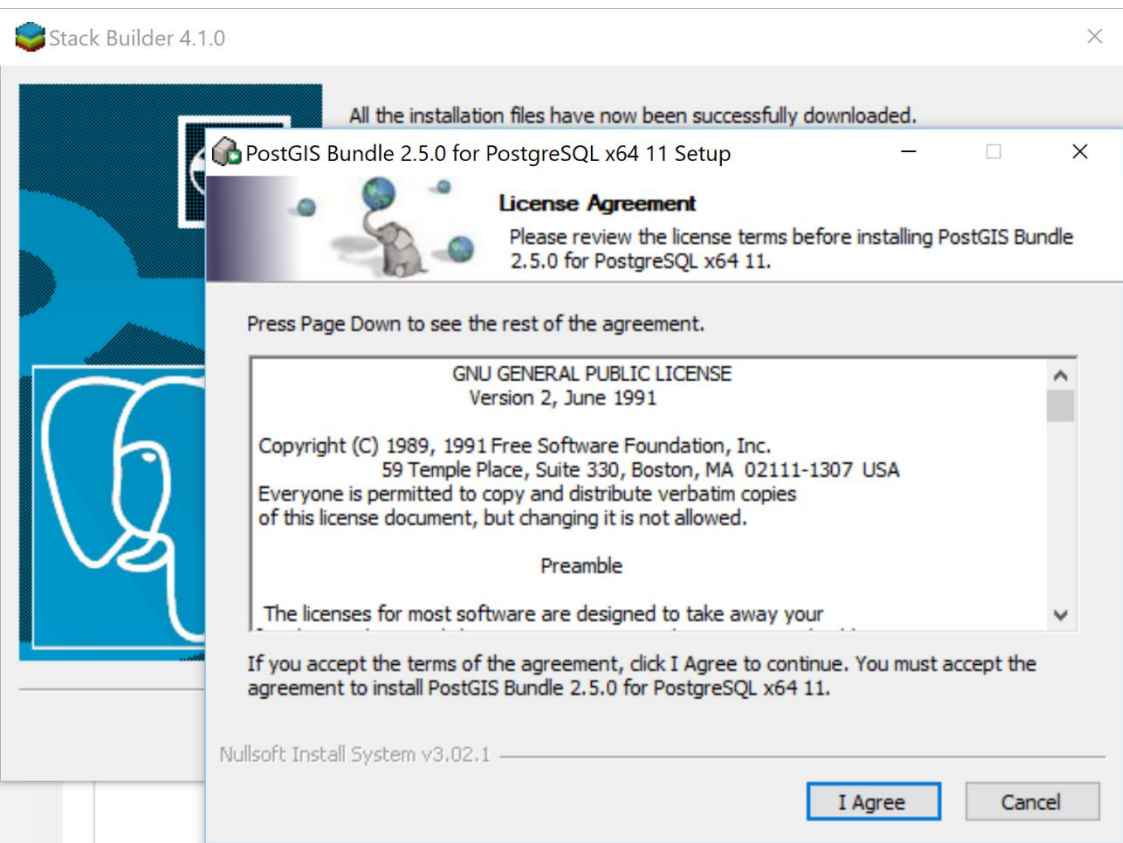 Stack Builder 4.1.0
All the installation files have now been successfully downloaded.
PostGIS Bundle 2.5.0 for PostgreSQL x64 11 Setup
License Agreement
Please review the license terms before installing PostGIS Bundle
2.5.0 for PostgreSQL x64 11.
Press Page Down to see the rest of the agreement.
GNU GENERAL PUBLIC LICENSE
Version 2, June 1991
Copyright (C) 1989, 1991 Free Software Foundation, Inc.
59 Temple Place, Suite 330, Boston, MA 02111-1307 USA
Everyone is permitted to copy and distribute verbatim copies
of this license document, but changing it is not allowed.
Preamble
The licenses for most software are designed to take away your
If you accept the terms of the agreement, click I Agree to continue. You must accept the
agreement to install PostGIS Bundle 2.5.0 for PostgreSQL x64 11.
Nullsoft Install System v3.02.1
I Agree
Cancel